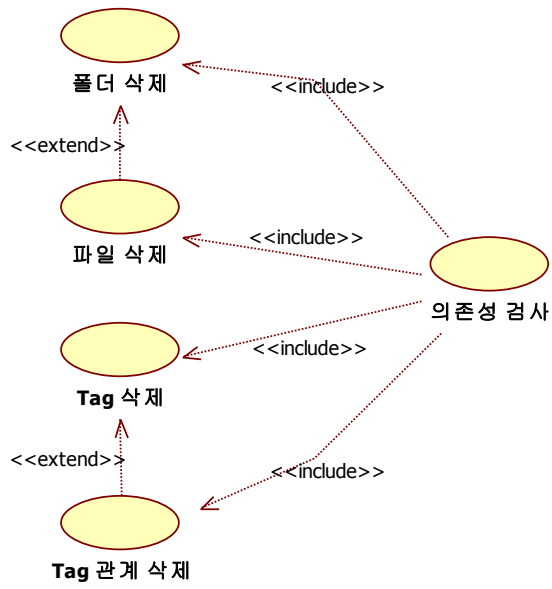 폴더 삭제
<<include>>
<<extend>>
파일 삭제
<<include>>
의존성 검사
<<include>>
Tag 삭제
<<extend>>
<<include>>
Tag 관계 삭제